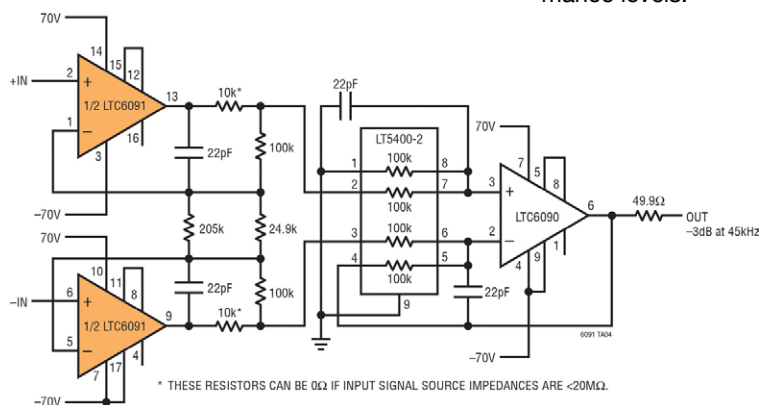 mance levels.
70V
14
15
12
+IN
2
+
1/2 LTC6091
13
10k*
22pF
1
–
16
3
22pF
100k
–70V
70V
205k
24.9k
10
11
8
–IN
6
+
1/2 LTC6091
9
10k*
22pF
100k
5
–
4
7
17
–70V
LT5400-2
1
100k
8
2
100k
7
3
100k
6
4
100k
5
9
22pF
70V
7
5
8
3
+
LTC6090
6
2
–
1
4
9
–70V
49.9Ω
OUT
–3dB at 45kHz
6091 TA04
* THESE RESISTORS CAN BE 0Ω IF INPUT SIGNAL SOURCE IMPEDANCES ARE <20MΩ.